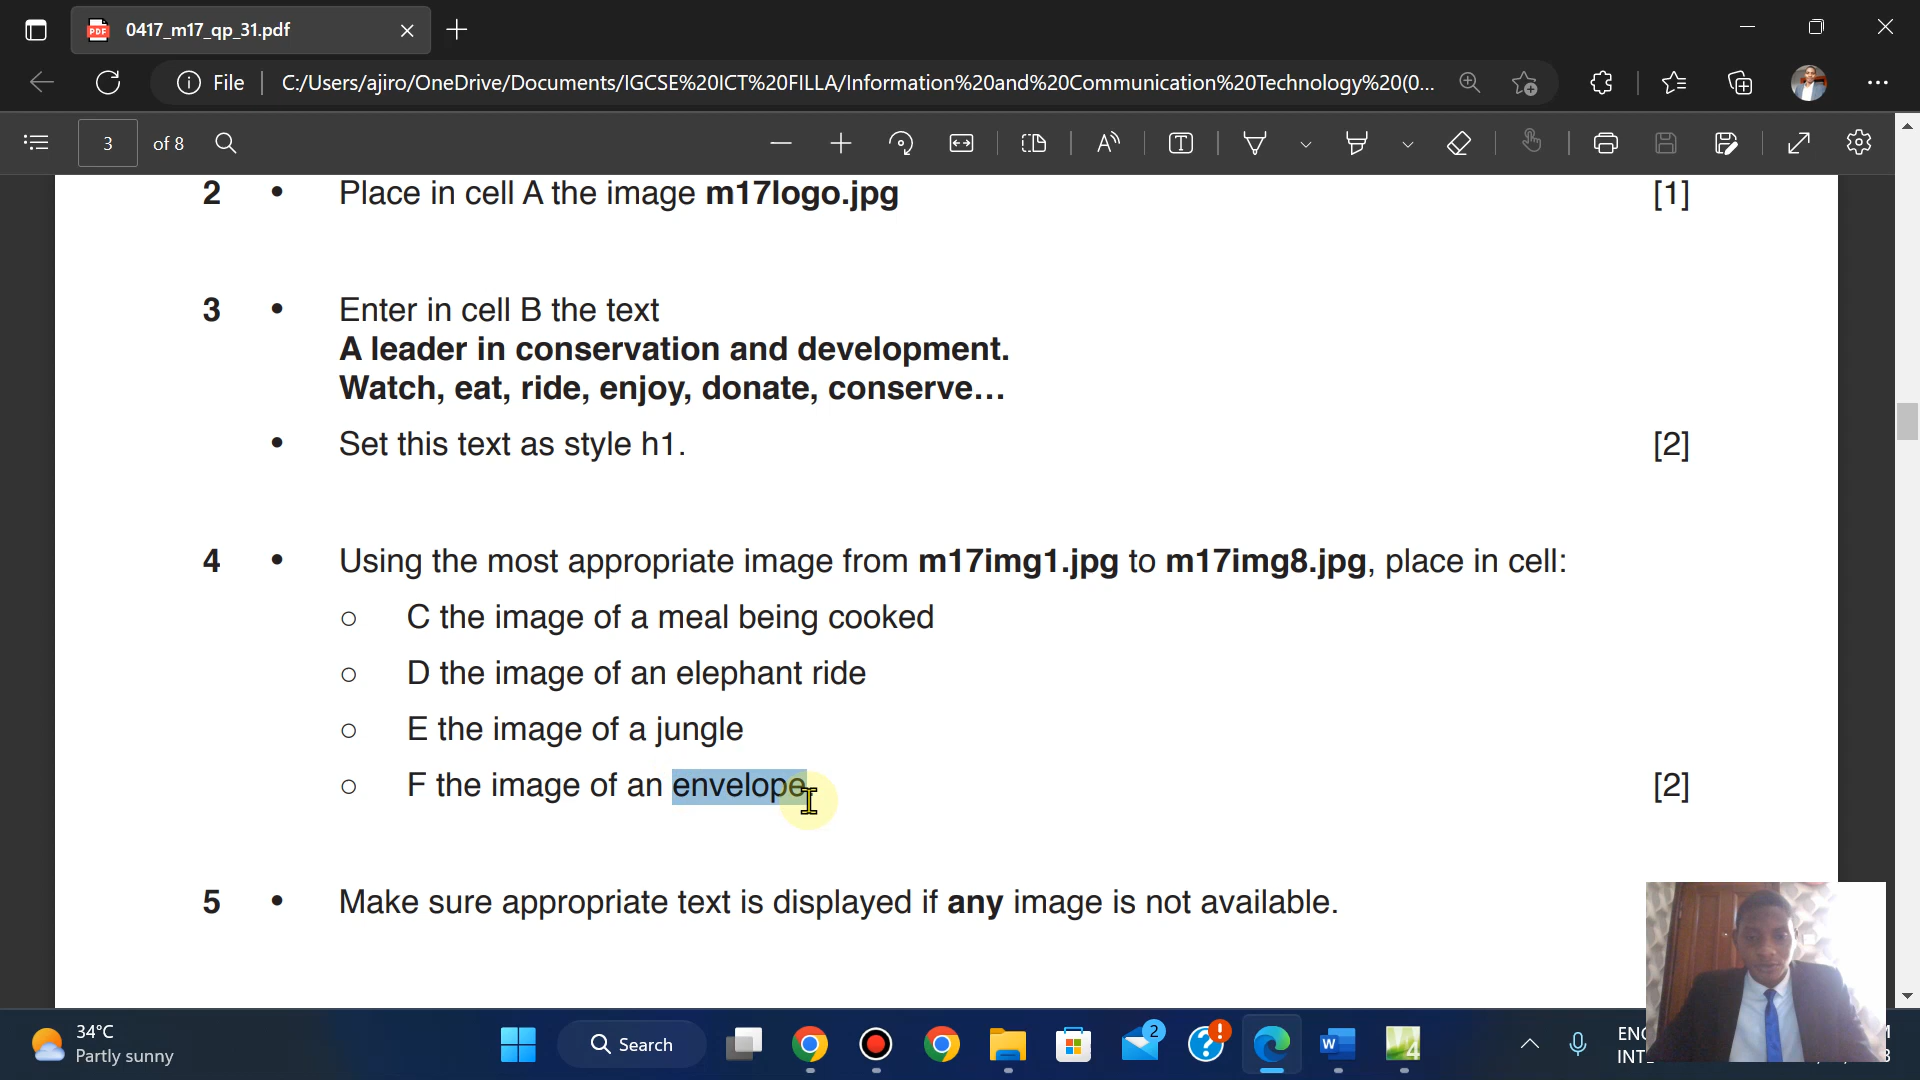 0417_m17_qp_31.pdf
File C:/Users/ajiro/OneDrive/Documents/IGCSE%20ICT%20FILLA/Information%20and%20Communication%20Technology%20(0...
3 of 8
2 • Place in cell A the image m17logo.jpg [1]
3 • Enter in cell B the text
A leader in conservation and development.
Watch, eat, ride, enjoy, donate, conserve…
• Set this text as style h1. [2]
4 • Using the most appropriate image from m17img1.jpg to m17img8.jpg, place in cell:
○ C the image of a meal being cooked
○ D the image of an elephant ride
○ E the image of a jungle
○ F the image of an envelope [2]
5 • Make sure appropriate text is displayed if any image is not available.
34°C
Partly sunny
Search
2